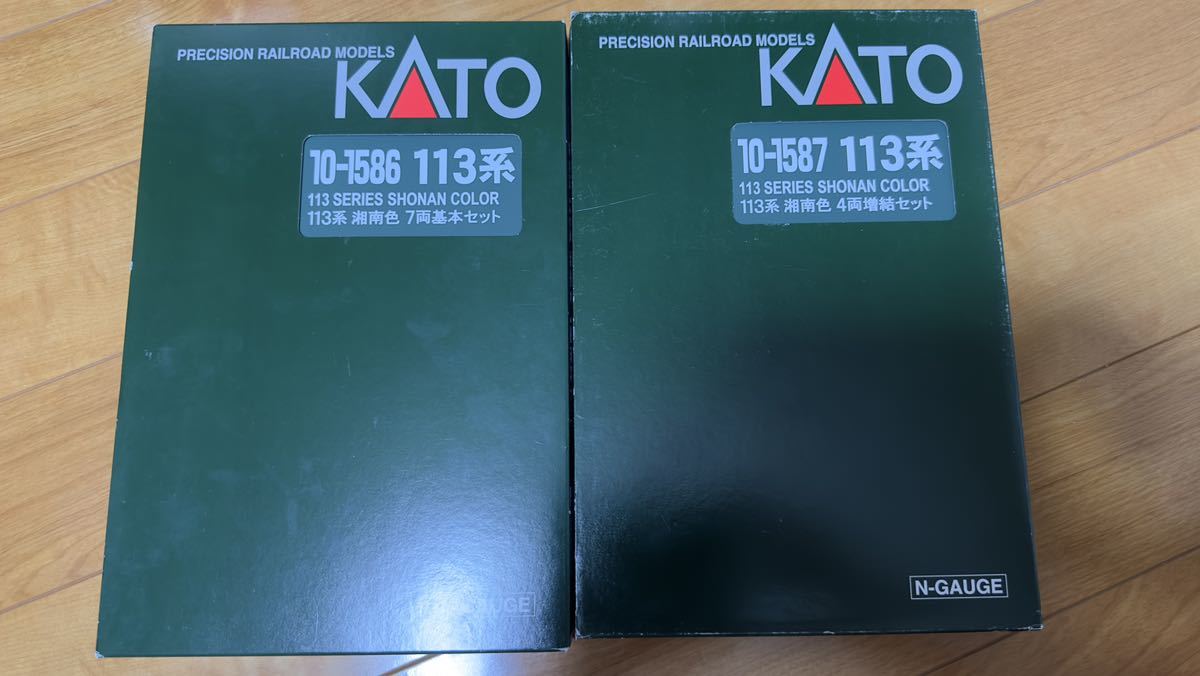 PRECISION RAILROAD MODELS
KATO
10-1586 113系
113 SERIES SHONAN COLOR
113系 湘南色 7両基本セット
N-GAUGE
PRECISION RAILROAD MODELS
KATO
10-1587 113系
113 SERIES SHONAN COLOR
113系 湘南色 4両増結セット
N-GAUGE